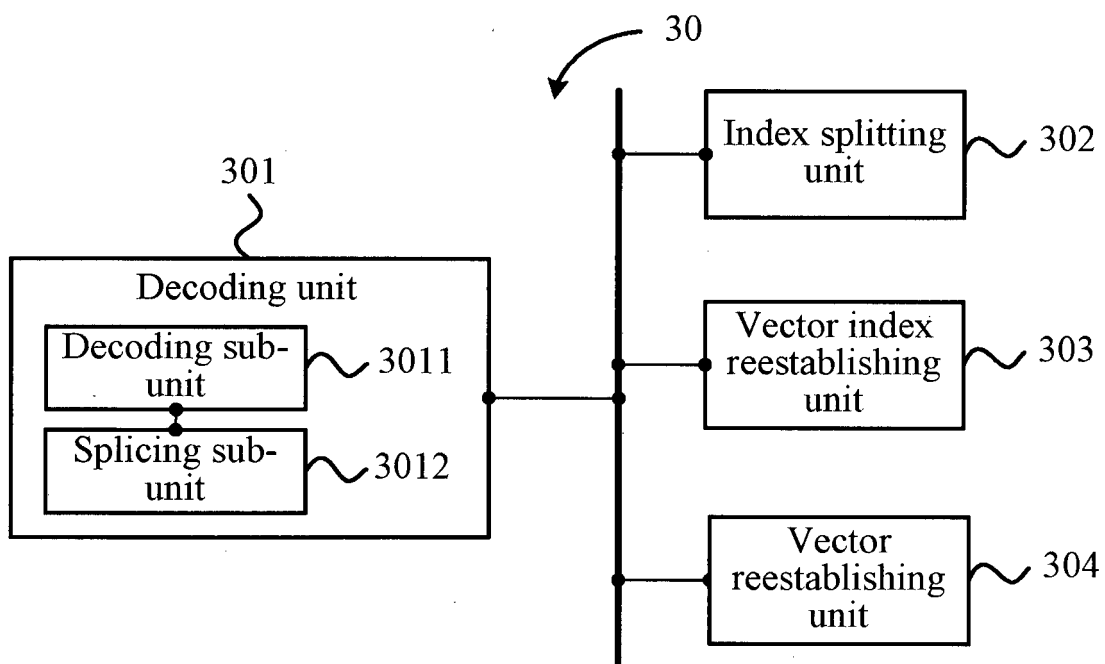 30
Index splitting
unit
302
301
Decoding unit
Decoding sub-
unit
3011
Splicing sub-
unit
3012
Vector index
reestablishing
unit
303
Vector
reestablishing
unit
304